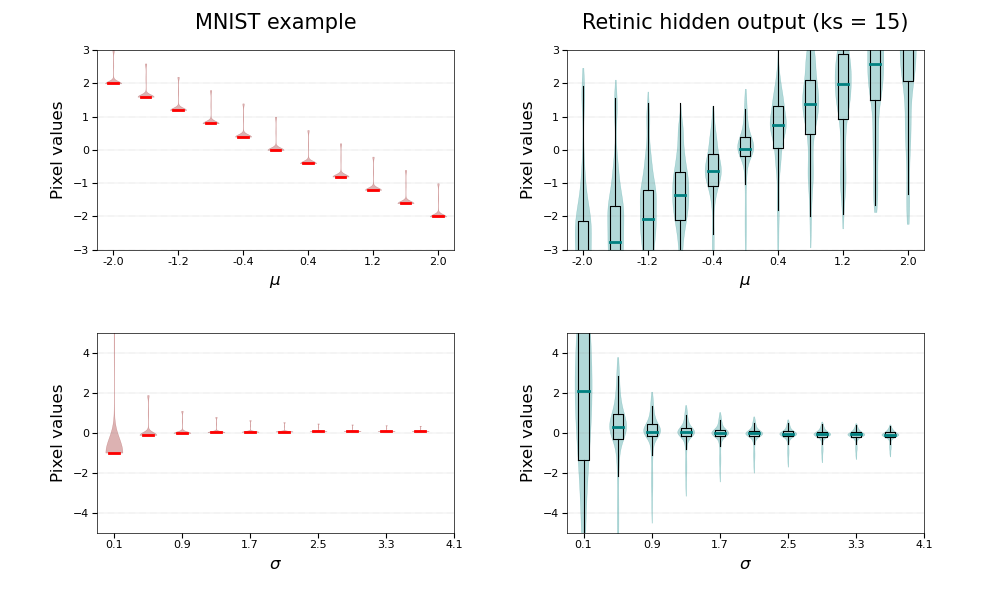 MNIST example
Retinic hidden output (ks = 15)
Pixel values
3
2
1
0
−1
−2
−3
-2.0 -1.2 -0.4 0.4 1.2 2.0
μ
Pixel values
3
2
1
0
−1
−2
−3
-2.0 -1.2 -0.4 0.4 1.2 2.0
μ
Pixel values
4
2
0
−2
−4
0.1 0.9 1.7 2.5 3.3 4.1
σ
Pixel values
4
2
0
−2
−4
0.1 0.9 1.7 2.5 3.3 4.1
σ